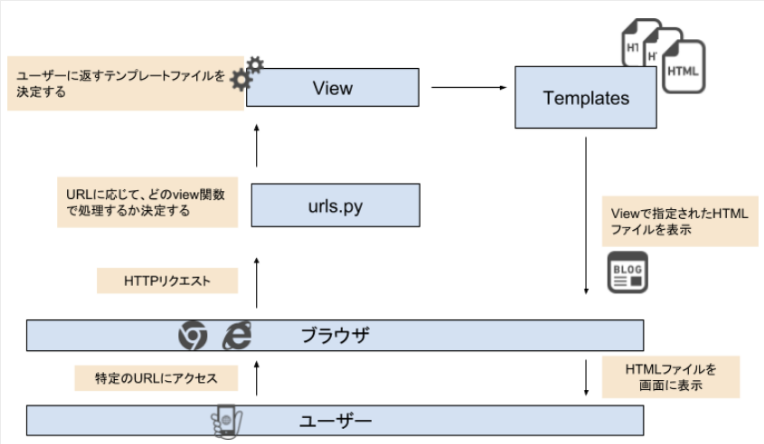 ユーザーに返すテンプレートファイルを
決定する
View
Templates
HTML
URLに応じて、どのview関数
で処理するか決定する
urls.py
Viewで指定されたHTML
ファイルを表示
BLOG
HTTPリクエスト
ブラウザ
特定のURLにアクセス
HTMLファイルを
画面に表示
ユーザー